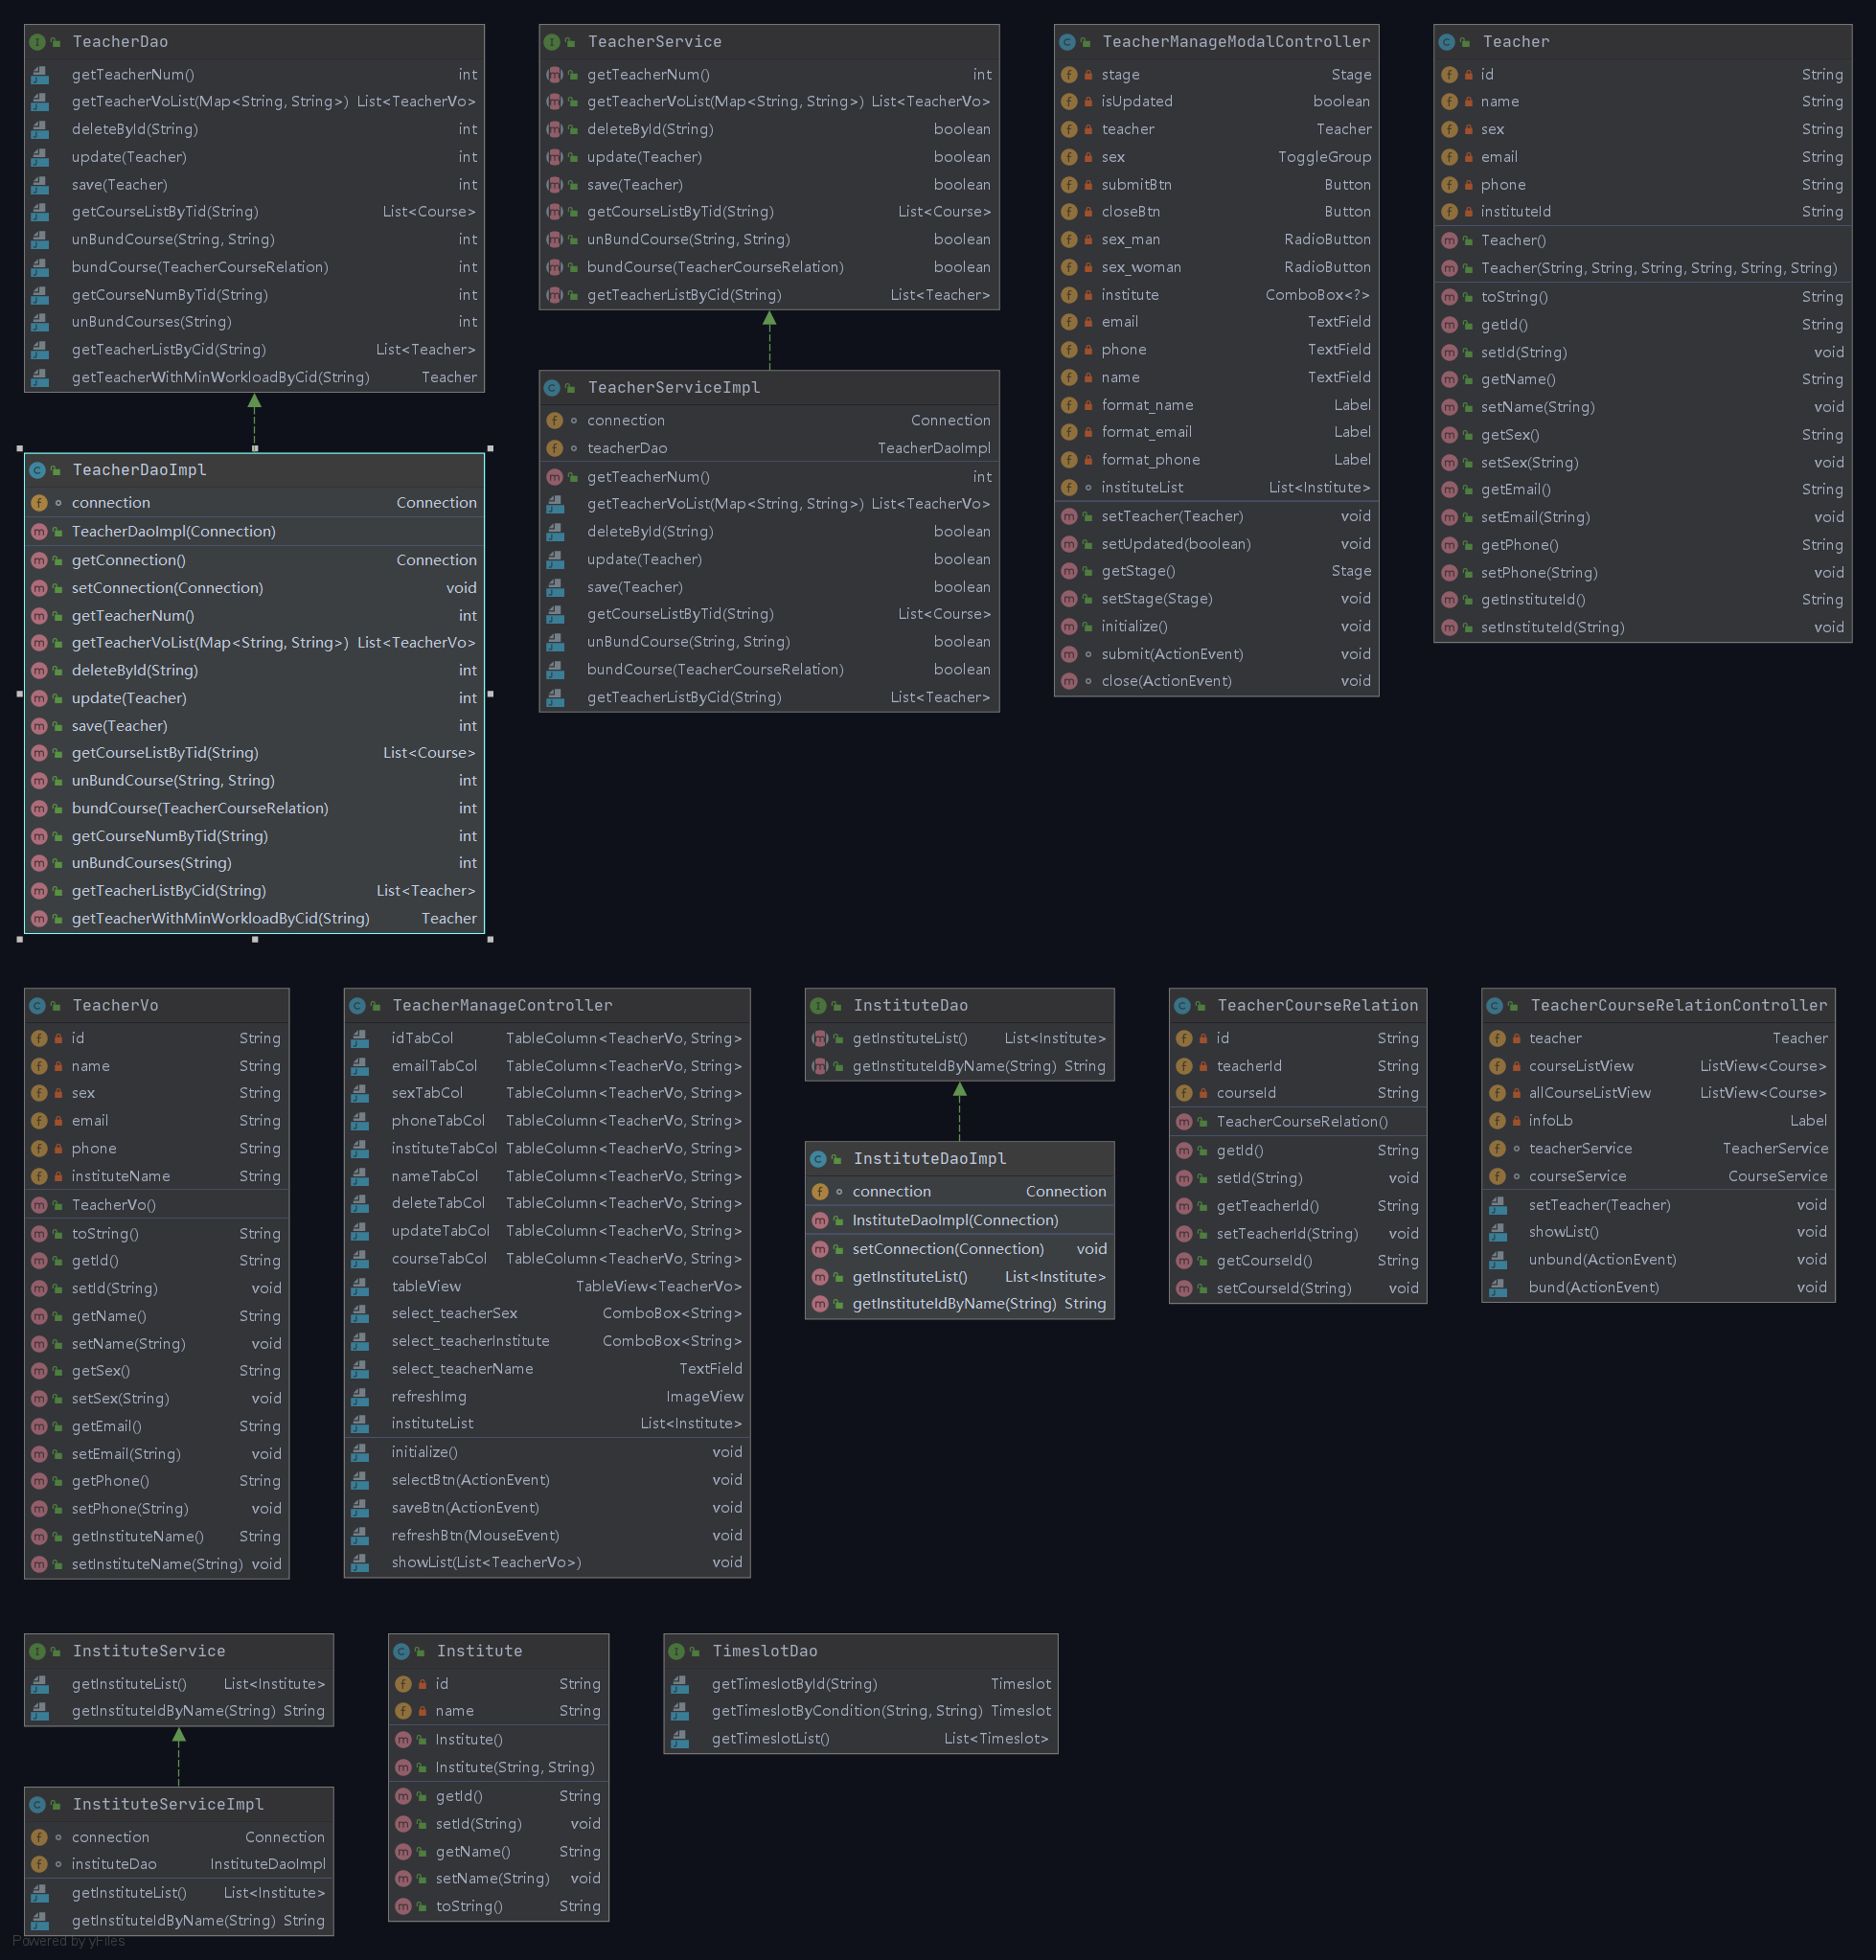 TeacherDao
getTeacherNum() int
getTeacherVoList(Map<String, String>) List<TeacherVo>
deleteById(String) int
update(Teacher) int
save(Teacher) int
getCourseListByTid(String) List<Course>
unBundCourse(String, String) int
bundCourse(TeacherCourseRelation) int
getCourseNumByTid(String) int
unBundCourses(String) int
getTeacherListByCid(String) List<Teacher>
getTeacherWithMinWorkloadByCid(String) Teacher
TeacherDaoImpl
connection Connection
TeacherDaoImpl(Connection)
getConnection() Connection
setConnection(Connection) void
getTeacherNum() int
getTeacherVoList(Map<String, String>) List<TeacherVo>
deleteById(String) int
update(Teacher) int
save(Teacher) int
getCourseListByTid(String) List<Course>
unBundCourse(String, String) int
bundCourse(TeacherCourseRelation) int
getCourseNumByTid(String) int
unBundCourses(String) int
getTeacherListByCid(String) List<Teacher>
getTeacherWithMinWorkloadByCid(String) Teacher
TeacherService
getTeacherNum() int
getTeacherVoList(Map<String, String>) List<TeacherVo>
deleteById(String) boolean
update(Teacher) boolean
save(Teacher) boolean
getCourseListByTid(String) List<Course>
unBundCourse(String, String) boolean
bundCourse(TeacherCourseRelation) boolean
getTeacherListByCid(String) List<Teacher>
TeacherServiceImpl
connection Connection
teacherDao TeacherDaoImpl
getTeacherNum() int
getTeacherVoList(Map<String, String>) List<TeacherVo>
deleteById(String) boolean
update(Teacher) boolean
save(Teacher) boolean
getCourseListByTid(String) List<Course>
unBundCourse(String, String) boolean
bundCourse(TeacherCourseRelation) boolean
getTeacherListByCid(String) List<Teacher>
TeacherManageModalController
stage Stage
isUpdated boolean
teacher Teacher
sex ToggleGroup
submitBtn Button
closeBtn Button
sex_man RadioButton
sex_woman RadioButton
institute ComboBox<?>
email TextField
phone TextField
name TextField
format_name Label
format_email Label
format_phone Label
instituteList List<Institute>
setTeacher(Teacher) void
setUpdated(boolean) void
getStage() Stage
setStage(Stage) void
initialize() void
submit(ActionEvent) void
close(ActionEvent) void
Teacher
id String
name String
sex String
email String
phone String
instituteId String
Teacher()
Teacher(String, String, String, String, String, String)
toString() String
getId() String
setId(String) void
getName() String
setName(String) void
getSex() String
setSex(String) void
getEmail() String
setEmail(String) void
getPhone() String
setPhone(String) void
getInstituteId() String
setInstituteId(String) void
TeacherVo
id String
name String
sex String
email String
phone String
instituteName String
TeacherVo()
toString() String
getId() String
setId(String) void
getName() String
setName(String) void
getSex() String
setSex(String) void
getEmail() String
setEmail(String) void
getPhone() String
setPhone(String) void
getInstituteName() String
setInstituteName(String) void
TeacherManageController
idTabCol TableColumn<TeacherVo, String>
emailTabCol TableColumn<TeacherVo, String>
sexTabCol TableColumn<TeacherVo, String>
phoneTabCol TableColumn<TeacherVo, String>
instituteTabCol TableColumn<TeacherVo, String>
nameTabCol TableColumn<TeacherVo, String>
deleteTabCol TableColumn<TeacherVo, String>
updateTabCol TableColumn<TeacherVo, String>
courseTabCol TableColumn<TeacherVo, String>
tableView TableView<TeacherVo>
select_teacherSex ComboBox<String>
select_teacherInstitute ComboBox<String>
select_teacherName TextField
refreshImg ImageView
instituteList List<Institute>
initialize() void
selectBtn(ActionEvent) void
saveBtn(ActionEvent) void
refreshBtn(MouseEvent) void
showList(List<TeacherVo>) void
InstituteDao
getInstituteList() List<Institute>
getInstituteIdByName(String) String
InstituteDaoImpl
connection Connection
InstituteDaoImpl(Connection)
setConnection(Connection) void
getInstituteList() List<Institute>
getInstituteIdByName(String) String
TeacherCourseRelation
id String
teacherId String
courseId String
TeacherCourseRelation()
getId() String
setId(String) void
getTeacherId() String
setTeacherId(String) void
getCourseId() String
setCourseId(String) void
TeacherCourseRelationController
teacher Teacher
courseListView ListView<Course>
allCourseListView ListView<Course>
infoLb Label
teacherService TeacherService
courseService CourseService
setTeacher(Teacher) void
showList() void
unbund(ActionEvent) void
bund(ActionEvent) void
InstituteService
getInstituteList() List<Institute>
getInstituteIdByName(String) String
InstituteServiceImpl
connection Connection
instituteDao InstituteDaoImpl
getInstituteList() List<Institute>
getInstituteIdByName(String) String
Institute
id String
name String
Institute()
Institute(String, String)
getId() String
setId(String) void
getName() String
setName(String) void
toString() String
TimeslotDao
getTimeslotById(String) Timeslot
getTimeslotByCondition(String, String) Timeslot
getTimeslotList() List<Timeslot>
Powered by yFiles